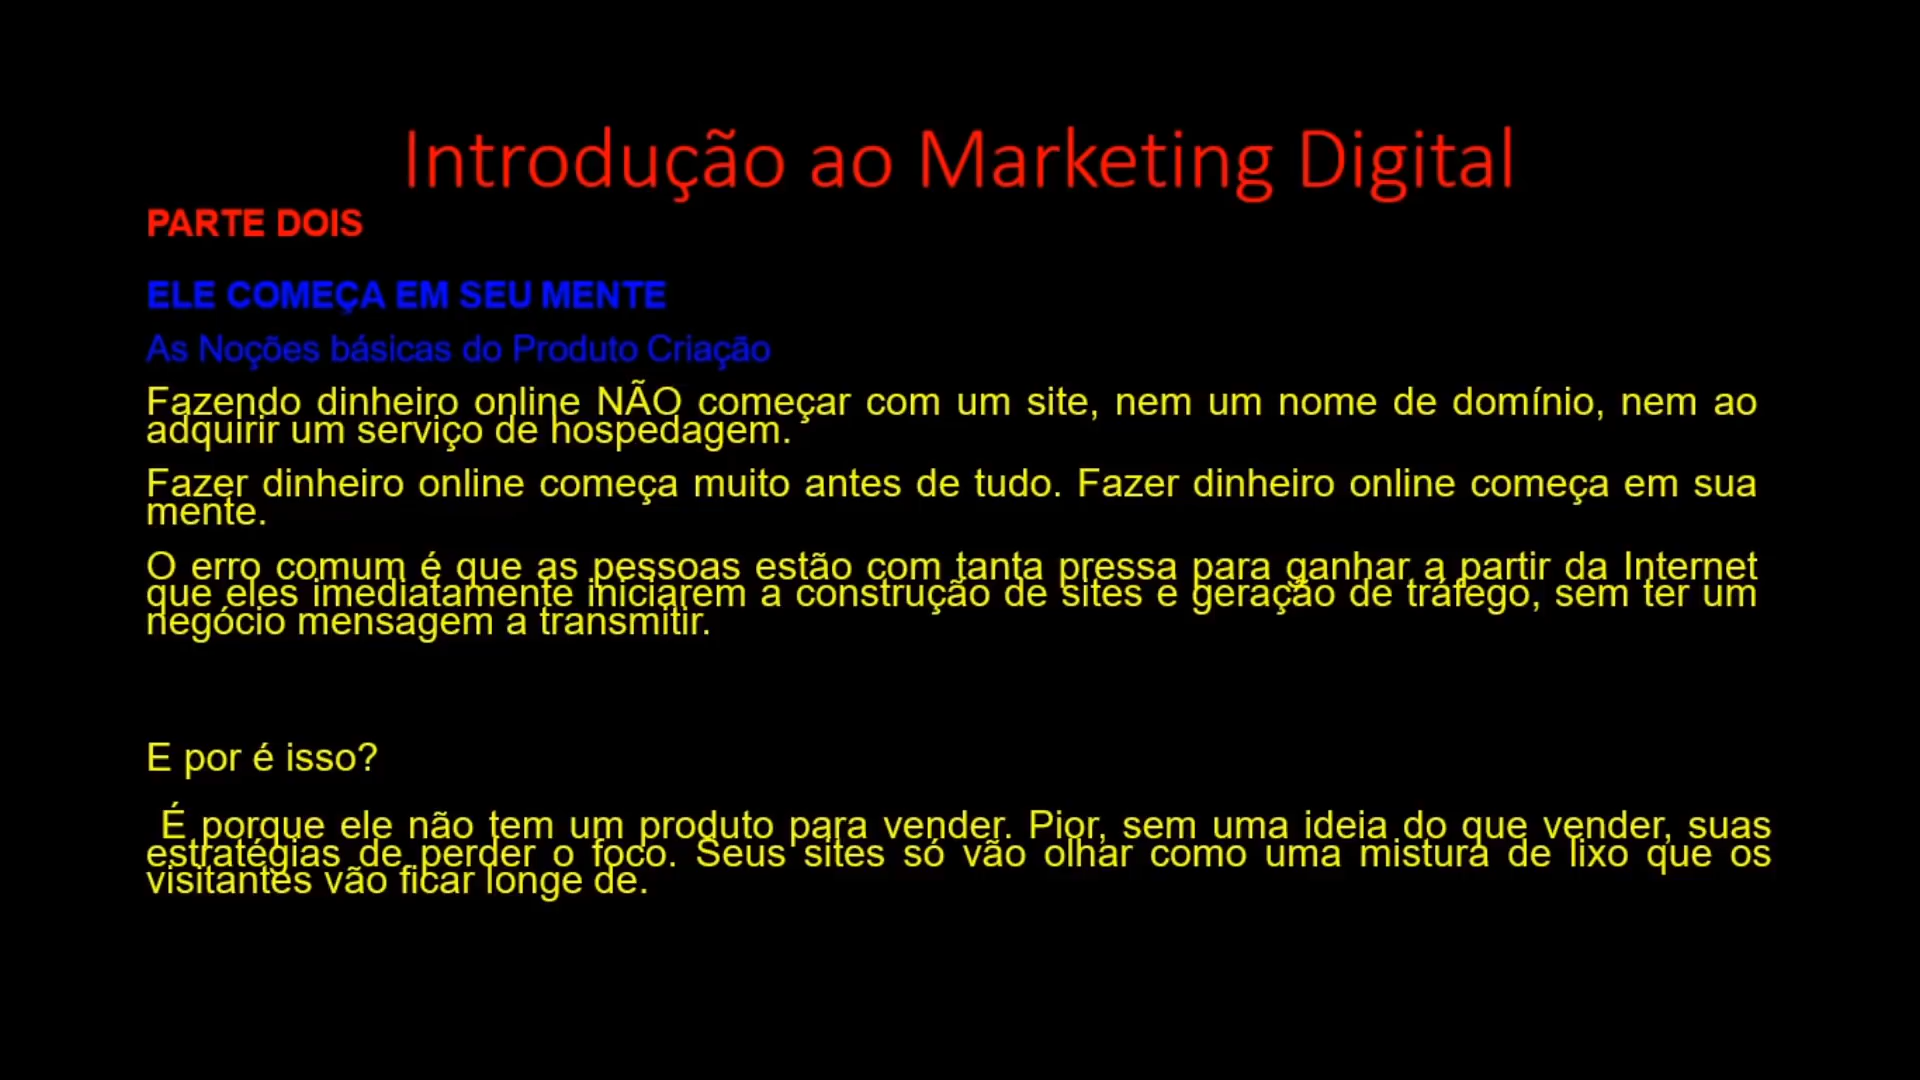 Introdução ao Marketing Digital
PARTE DOIS
ELE COMEÇA EM SEU MENTE
As Noções básicas do Produto Criação
Fazendo dinheiro online NÃO começar com um site, nem um nome de domínio, nem ao
adquirir um serviço de hospedagem.
Fazer dinheiro online começa muito antes de tudo. Fazer dinheiro online começa em sua
mente.
O erro comum é que as pessoas estão com tanta pressa para ganhar a partir da Internet
que eles imediatamente iniciarem a construção de sites e geração de tráfego, sem ter um
negócio mensagem a transmitir.
E por é isso?
É porque ele não tem um produto para vender. Pior, sem uma ideia do que vender, suas
estratégias de perder o foco. Seus sites só vão olhar como uma mistura de lixo que os
visitantes vão ficar longe de.